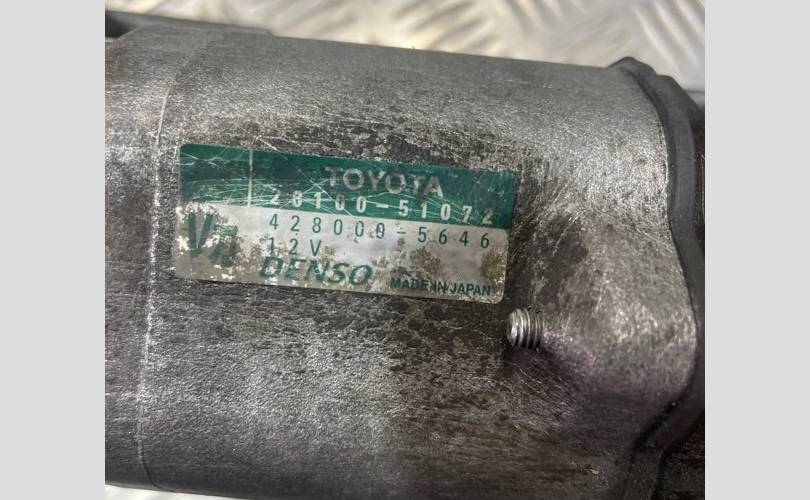 TOYOTA
28100-51072
428000-5646
12V
DENSO
MADE IN JAPAN